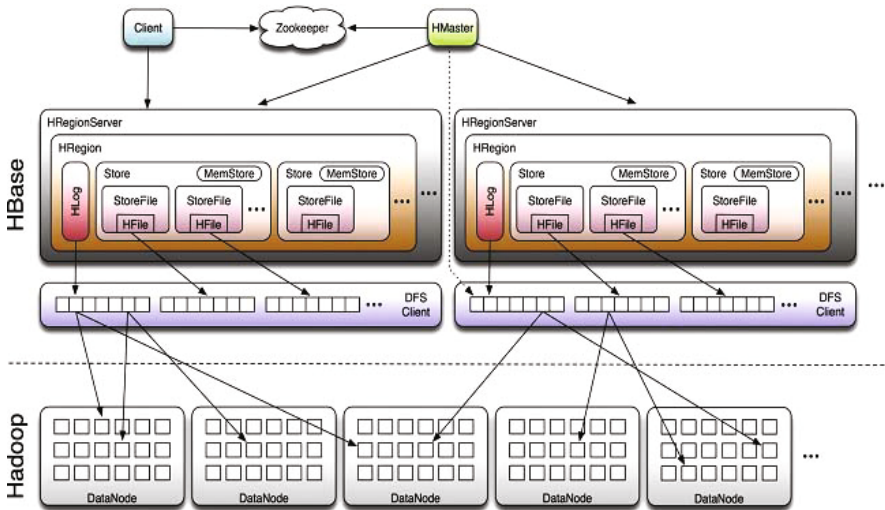 Client
Zookeeper
HMaster
HBase
HRegionServer
HRegion
HLog
Store
MemStore
StoreFile
HFile
StoreFile
HFile
...
Store
MemStore
StoreFile
HFile
...
...
HRegionServer
HRegion
HLog
Store
MemStore
StoreFile
HFile
StoreFile
HFile
...
Store
MemStore
StoreFile
HFile
...
...
...
...
DFS
Client
...
DFS
Client
Hadoop
DataNode
DataNode
DataNode
DataNode
DataNode
...